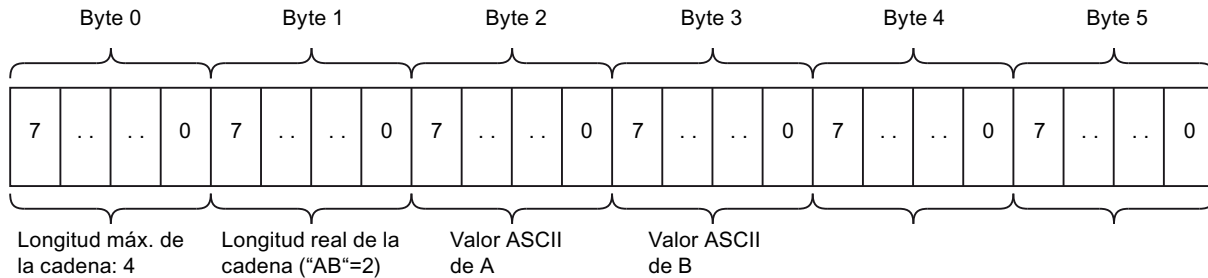 Byte 0 Byte 1 Byte 2 Byte 3 Byte 4 Byte 5
7 . . . . 0 7 . . . . 0 7 . . . . 0 7 . . . . 0 7 . . . . 0 7 . . . . 0
Longitud máx. de la cadena: 4
Longitud real de la cadena (“AB“=2)
Valor ASCII de A
Valor ASCII de B